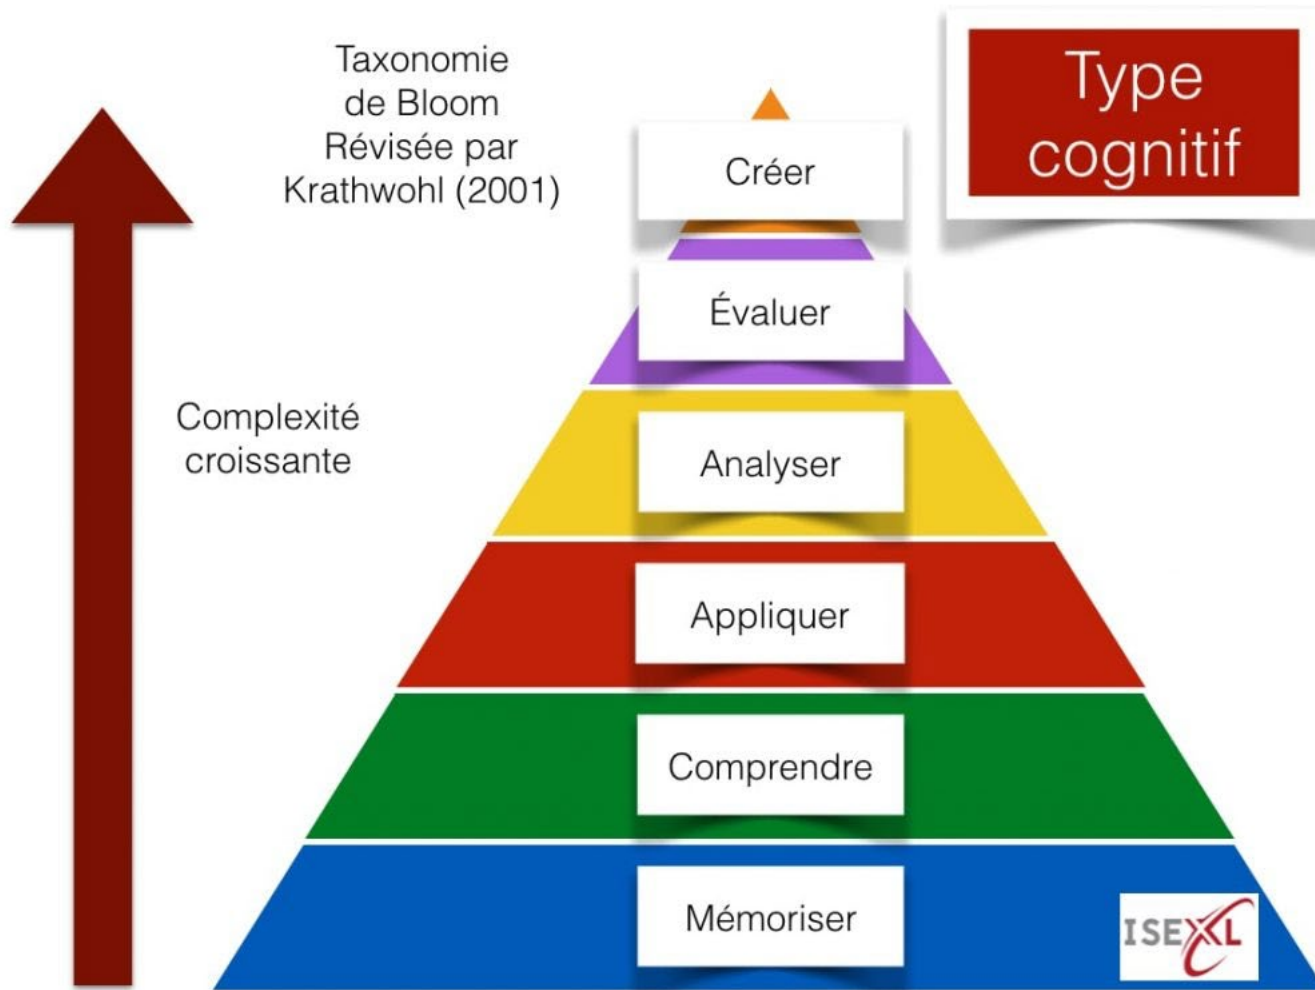 Taxonomie
de Bloom
Révisée par
Krathwohl (2001)
Type
cognitif
Créer
Évaluer
Complexité
croissante
Analyser
Appliquer
Comprendre
Mémoriser
ISEXL